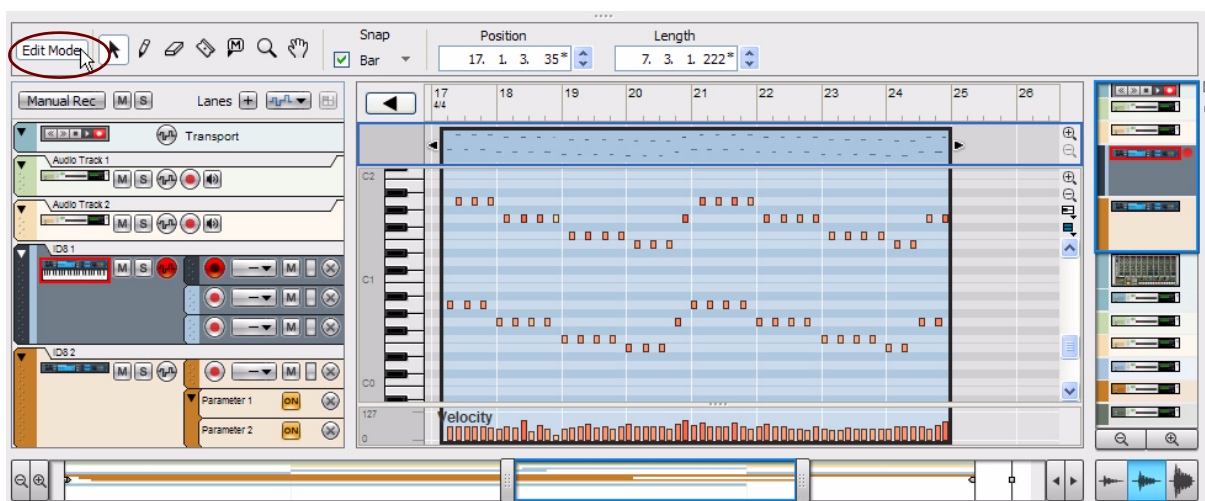 Edit Mode
M
Snap
Bar
Position
17. 1. 3. 35*
Length
7. 3. 1. 222*
Manual Rec M S Lanes +
17 18 19 20 21 22 23 24 25 26
4/4
Transport
Audio Track 1
M S
Audio Track 2
M S
ID8 1
M S M
M
M
ID8 2
M S M
Parameter 1 ON
Parameter 2 ON
C2
C1
C0
127
0
Velocity